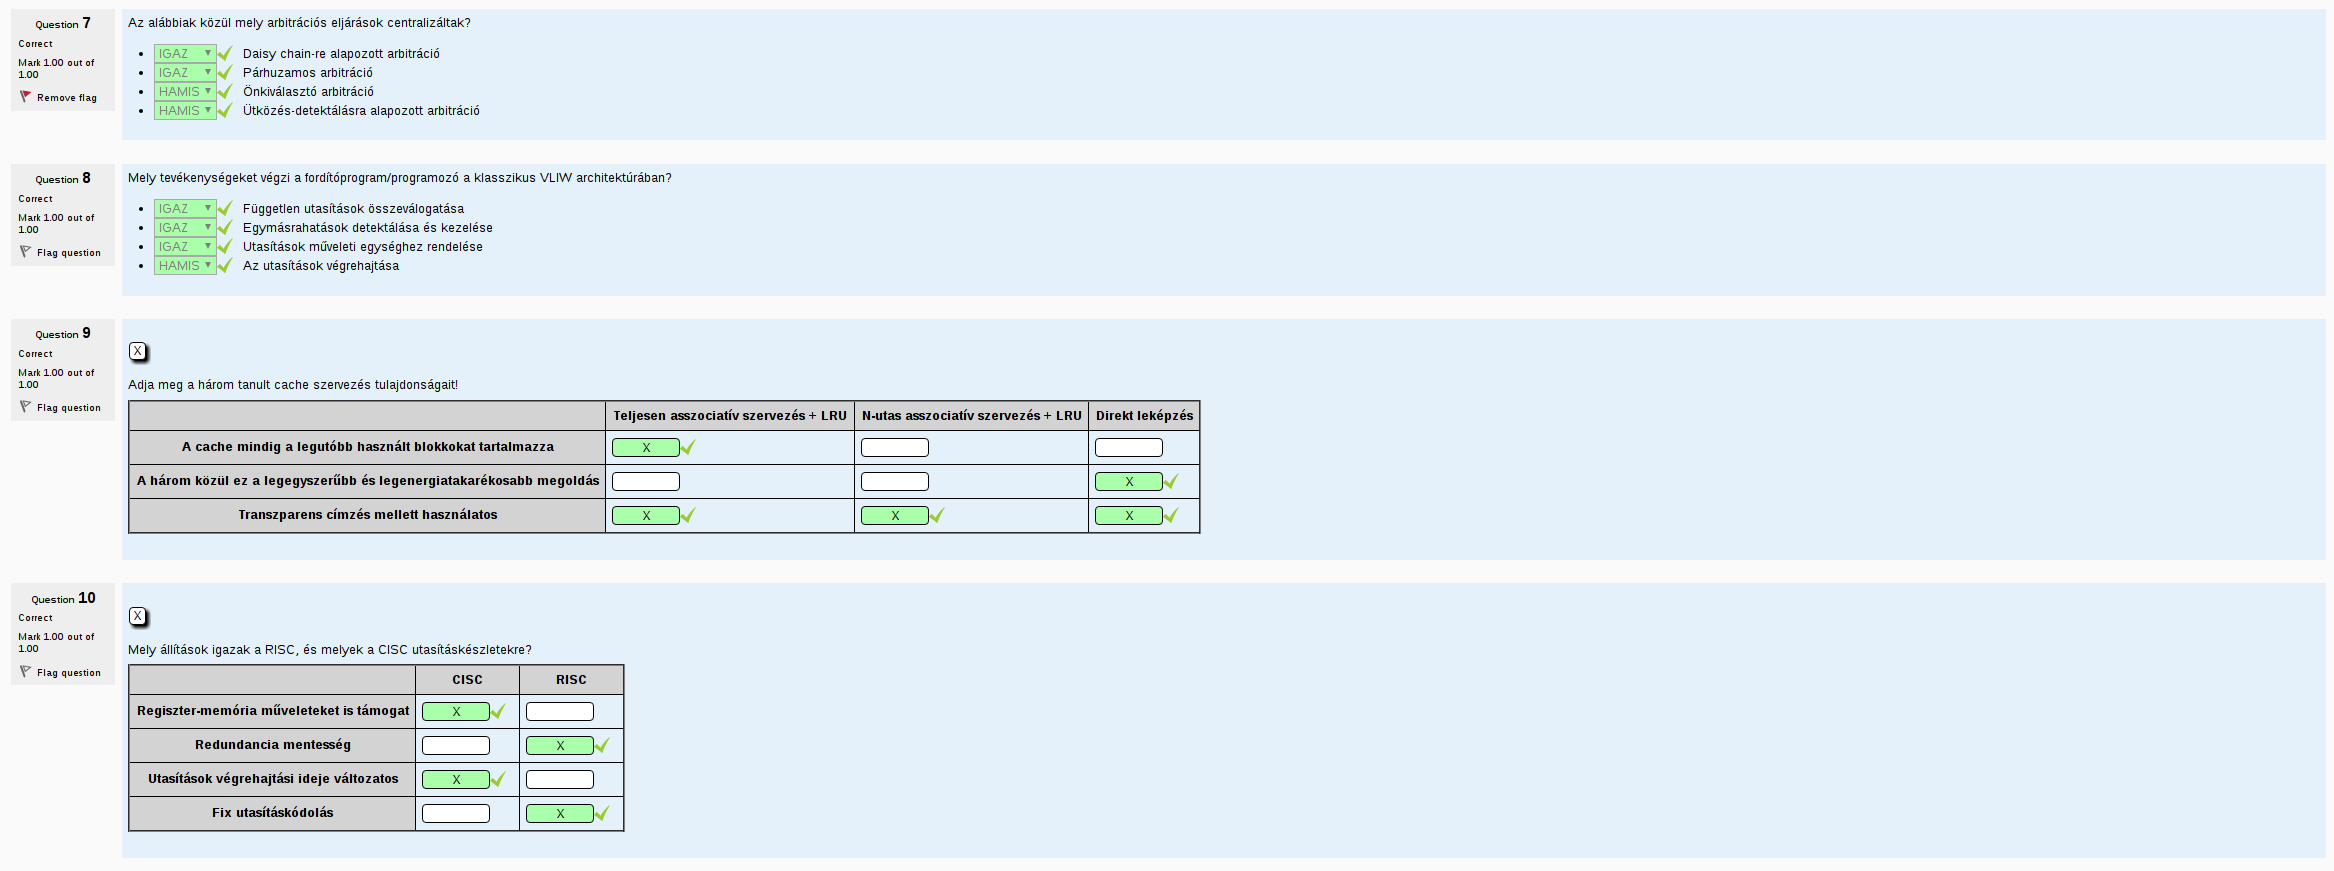 Question 7
Correct
Mark 1.00 out of
1.00
Remove flag
Az alábbiak közül mely arbitrációs eljárások centralizáltak?
IGAZ Daisy chain-re alapozott arbitráció
IGAZ Párhuzamos arbitráció
HAMIS Önkiválasztó arbitráció
HAMIS Ütközés-detektálásra alapozott arbitráció
Question 8
Correct
Mark 1.00 out of
1.00
Flag question
Mely tevékenységeket végzi a fordítóprogram/programozó a klasszikus VLIW architektúrában?
IGAZ Független utasítások összeválogatása
IGAZ Egymásrahatások detektálása és kezelése
IGAZ Utasítások műveleti egységhez rendelése
HAMIS Az utasítások végrehajtása
Question 9
Correct
Mark 1.00 out of
1.00
Flag question
X
Adja meg a három tanult cache szervezés tulajdonságait!
Teljesen asszociatív szervezés + LRU N-utas asszociatív szervezés + LRU Direkt leképzés
A cache mindig a legutóbb használt blokkokat tartalmazza X
A három közül ez a legegyszerűbb és legenergiatakarékosabb megoldás X
Transzparens címzés mellett használatos X X X
Question 10
Correct
Mark 1.00 out of
1.00
Flag question
X
Mely állítások igazak a RISC, és melyek a CISC utasításkészletekre?
CISC RISC
Regiszter-memória műveleteket is támogat X
Redundancia mentesség X
Utasítások végrehajtási ideje változatos X
Fix utasításkódolás X